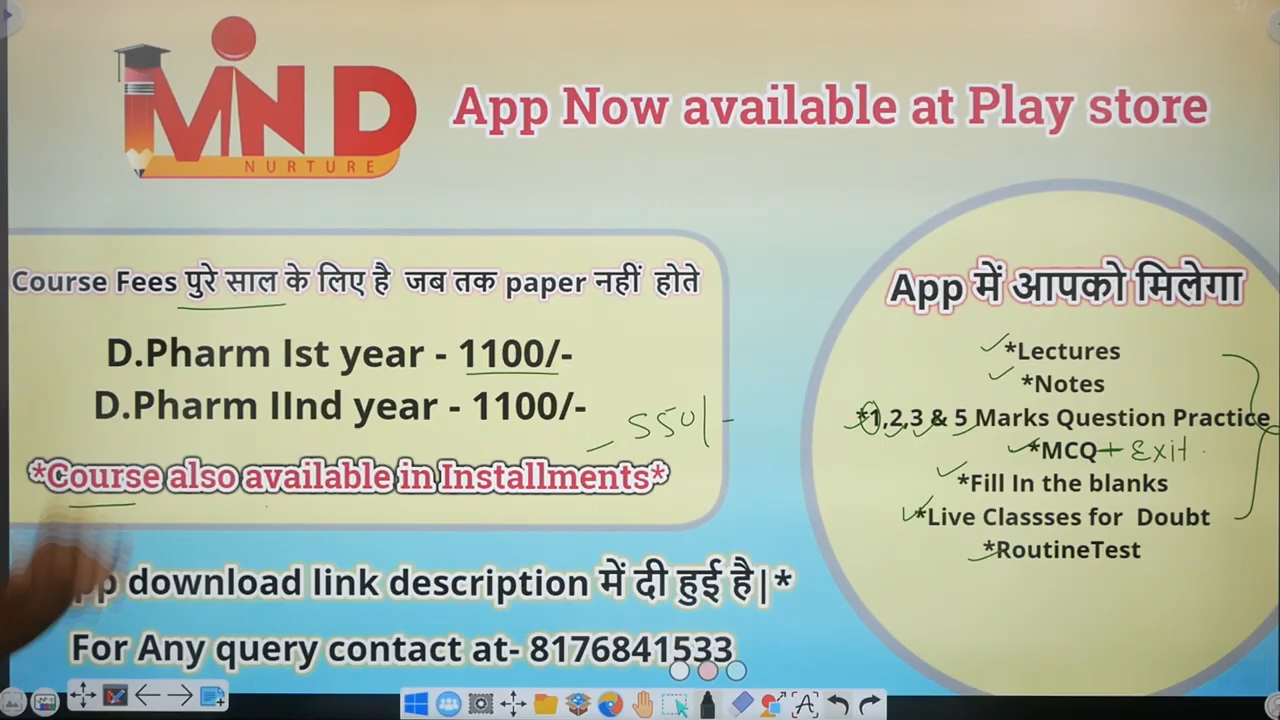 MIND
NURTURE
App Now available at Play store
Course Fees पुरे साल के लिए है जब तक paper नहीं होते
D.Pharm Ist year - 1100/-
D.Pharm IInd year - 1100/-
550/-
*Course also available in Installments*
download link description में दी हुई है|*
For Any query contact at- 8176841533
App में आपको मिलेगा
*Lectures
*Notes
*1,2,3 & 5 Marks Question Practice
*MCQ + Exit
*Fill In the blanks
*Live Classses for Doubt
*RoutineTest